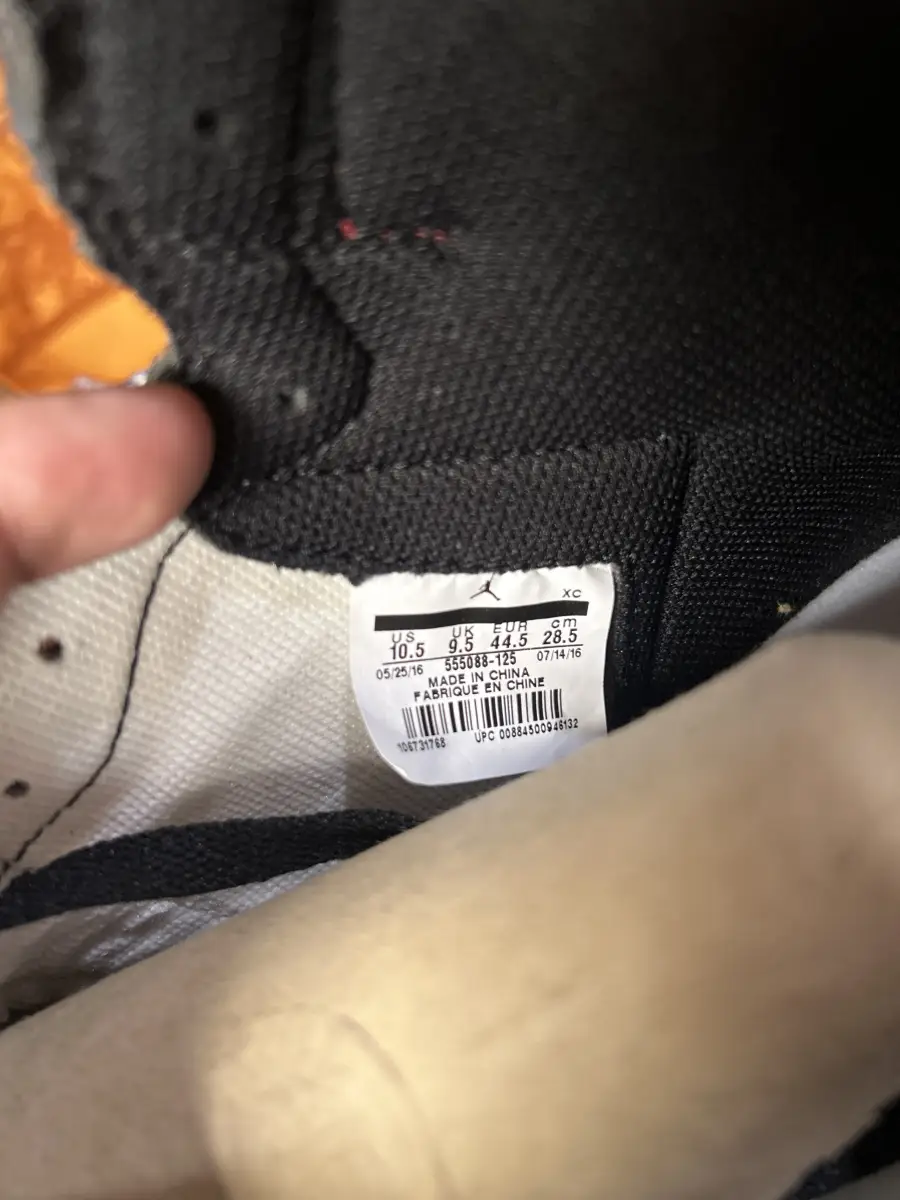 XC
US UK EUR cm
10.5 9.5 44.5 28.5
05/25/16 555088-125 07/14/16
MADE IN CHINA
FABRIQUE EN CHINE
106731768 UPC 00884500946132